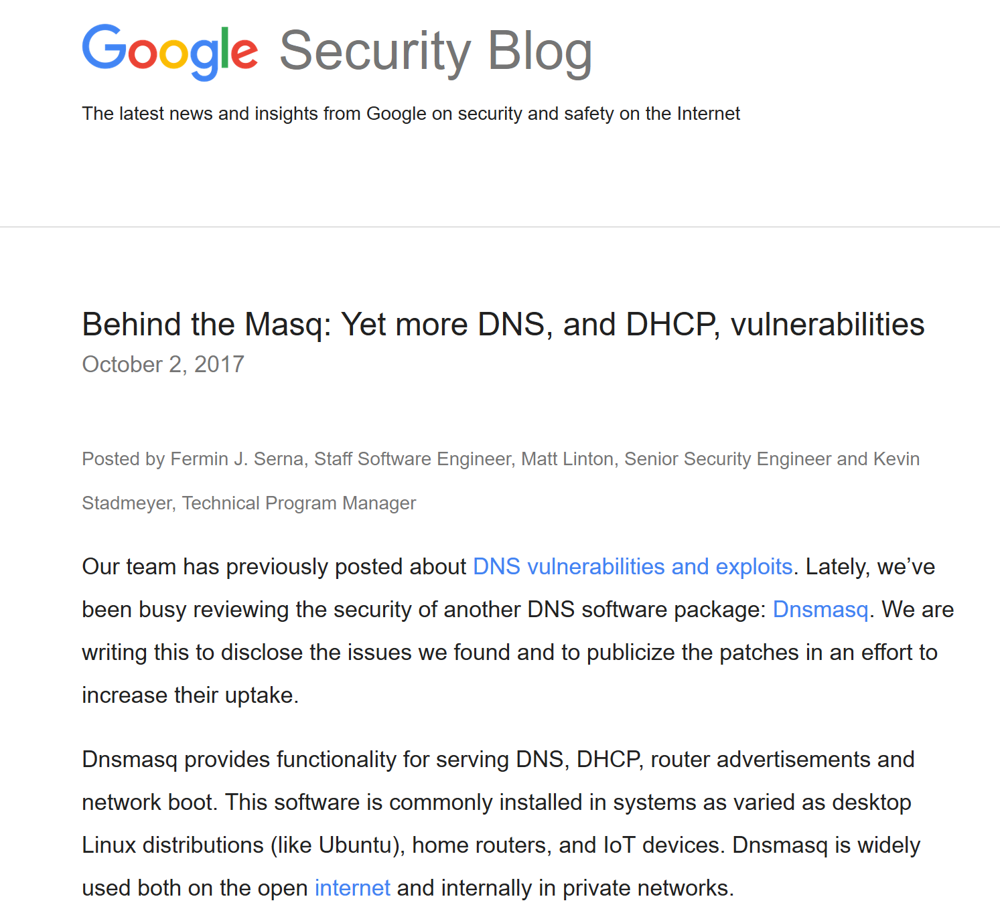 Google Security Blog
The latest news and insights from Google on security and safety on the Internet
Behind the Masq: Yet more DNS, and DHCP, vulnerabilities
October 2, 2017
Posted by Fermin J. Serna, Staff Software Engineer, Matt Linton, Senior Security Engineer and Kevin
Stadmeyer, Technical Program Manager
Our team has previously posted about DNS vulnerabilities and exploits. Lately, we’ve
been busy reviewing the security of another DNS software package: Dnsmasq. We are
writing this to disclose the issues we found and to publicize the patches in an effort to
increase their uptake.
Dnsmasq provides functionality for serving DNS, DHCP, router advertisements and
network boot. This software is commonly installed in systems as varied as desktop
Linux distributions (like Ubuntu), home routers, and IoT devices. Dnsmasq is widely
used both on the open internet and internally in private networks.